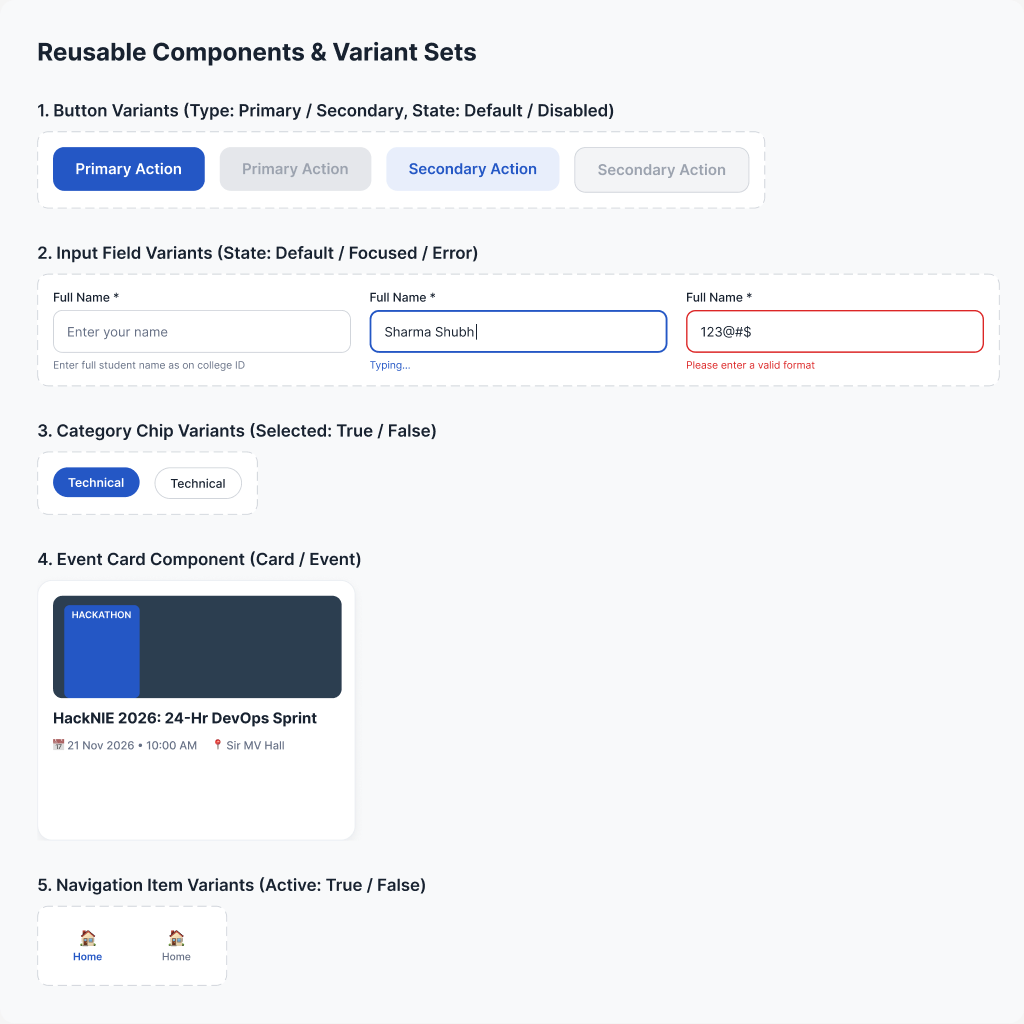 Reusable Components & Variant Sets
1. Button Variants (Type: Primary / Secondary, State: Default / Disabled)
Primary Action
Primary Action
Secondary Action
Secondary Action
2. Input Field Variants (State: Default / Focused / Error)
Full Name *
Enter your name
Enter full student name as on college ID
Full Name *
Sharma Shubh|
Typing...
Full Name *
123@#$
Please enter a valid format
3. Category Chip Variants (Selected: True / False)
Technical
Technical
4. Event Card Component (Card / Event)
HACKATHON
HackNIE 2026: 24-Hr DevOps Sprint
📅 21 Nov 2026 • 10:00 AM 📍 Sir MV Hall
5. Navigation Item Variants (Active: True / False)
🏠
Home
🏠
Home